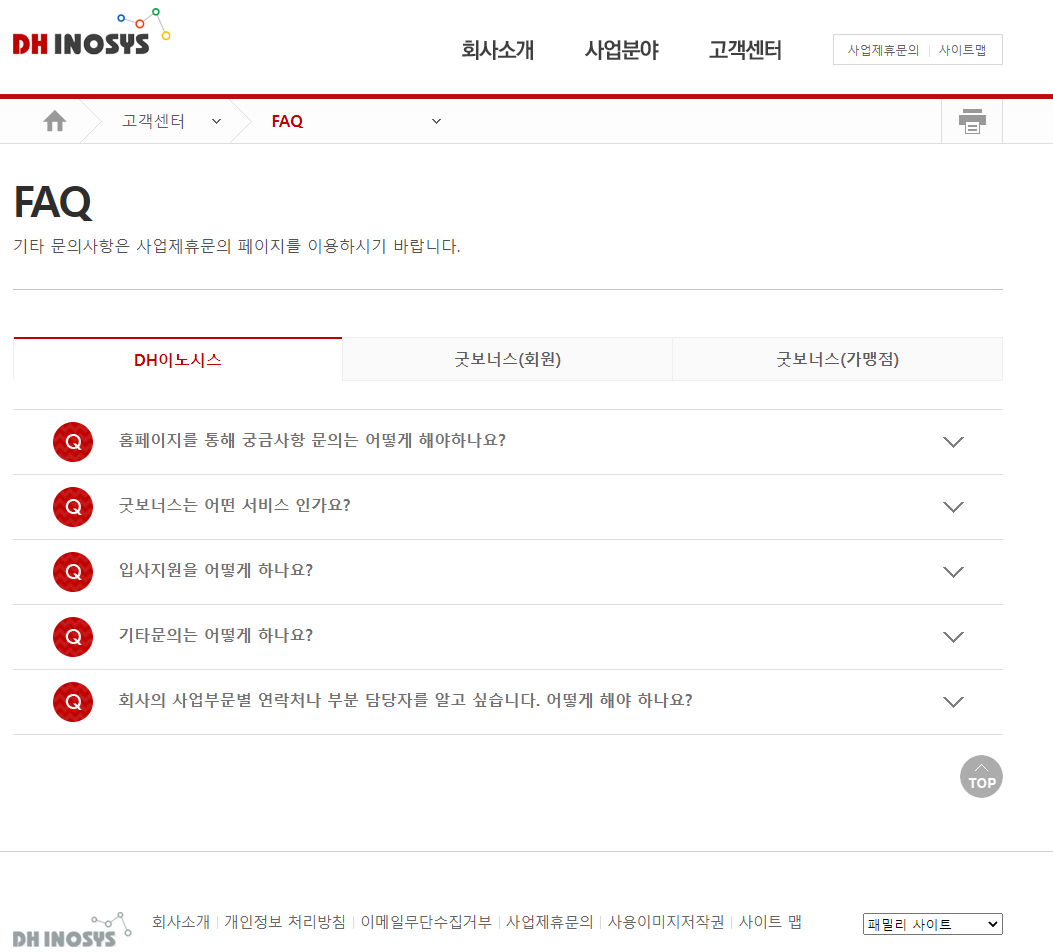 DH INOSYS
회사소개 사업분야 고객센터 사업제휴문의 | 사이트맵
고객센터 FAQ
FAQ
기타 문의사항은 사업제휴문의 페이지를 이용하시기 바랍니다.
DH이노시스 굿보너스(회원) 굿보너스(가맹점)
Q 홈페이지를 통해 궁금사항 문의는 어떻게 해야하나요?
Q 굿보너스는 어떤 서비스 인가요?
Q 입사지원을 어떻게 하나요?
Q 기타문의는 어떻게 하나요?
Q 회사의 사업부문별 연락처나 부분 담당자를 알고 싶습니다. 어떻게 해야 하나요?
TOP
DH INOSYS 회사소개 | 개인정보 처리방침 | 이메일무단수집거부 | 사업제휴문의 | 사용이미지저작권 | 사이트 맵 패밀리 사이트